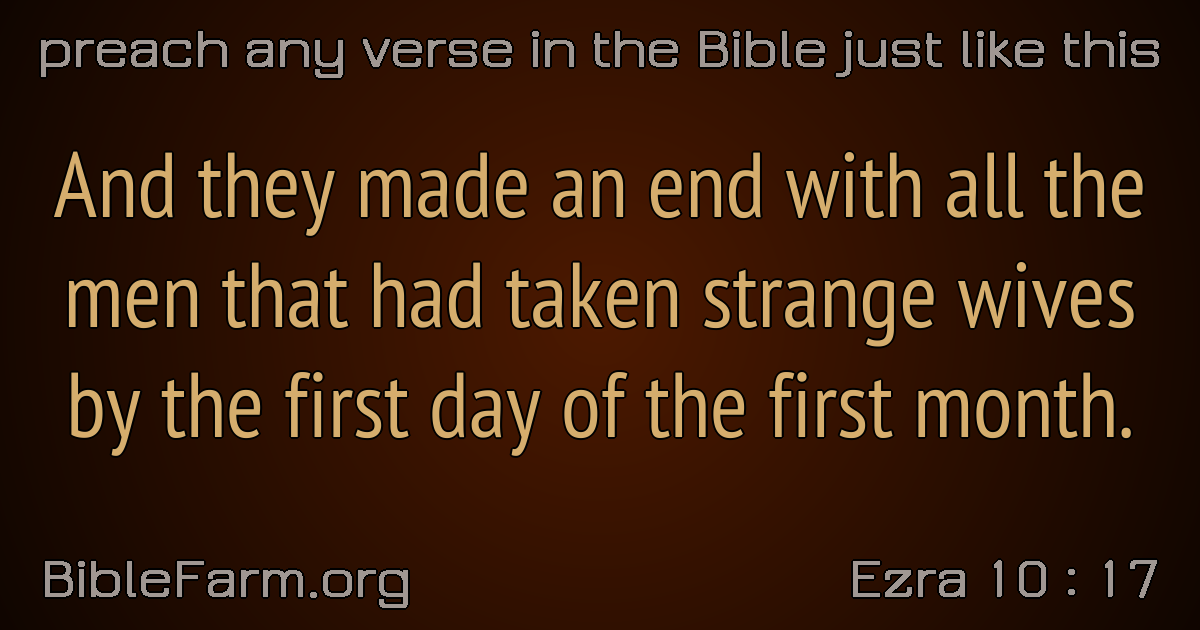 preach any verse in the Bible just like this
And they made an end with all the
men that had taken strange wives
by the first day of the first month.
BibleFarm.org
Ezra 10 : 17